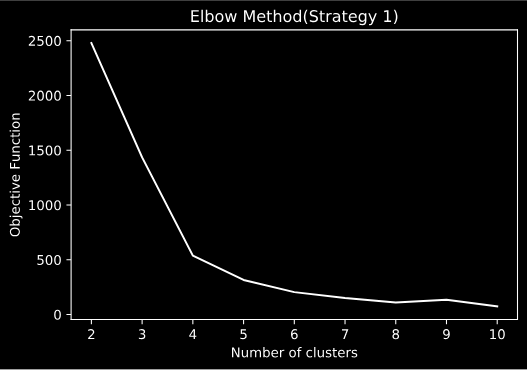 Elbow Method(Strategy 1)
2500
2000
1500
1000
500
0
Objective Function
2 3 4 5 6 7 8 9 10
Number of clusters